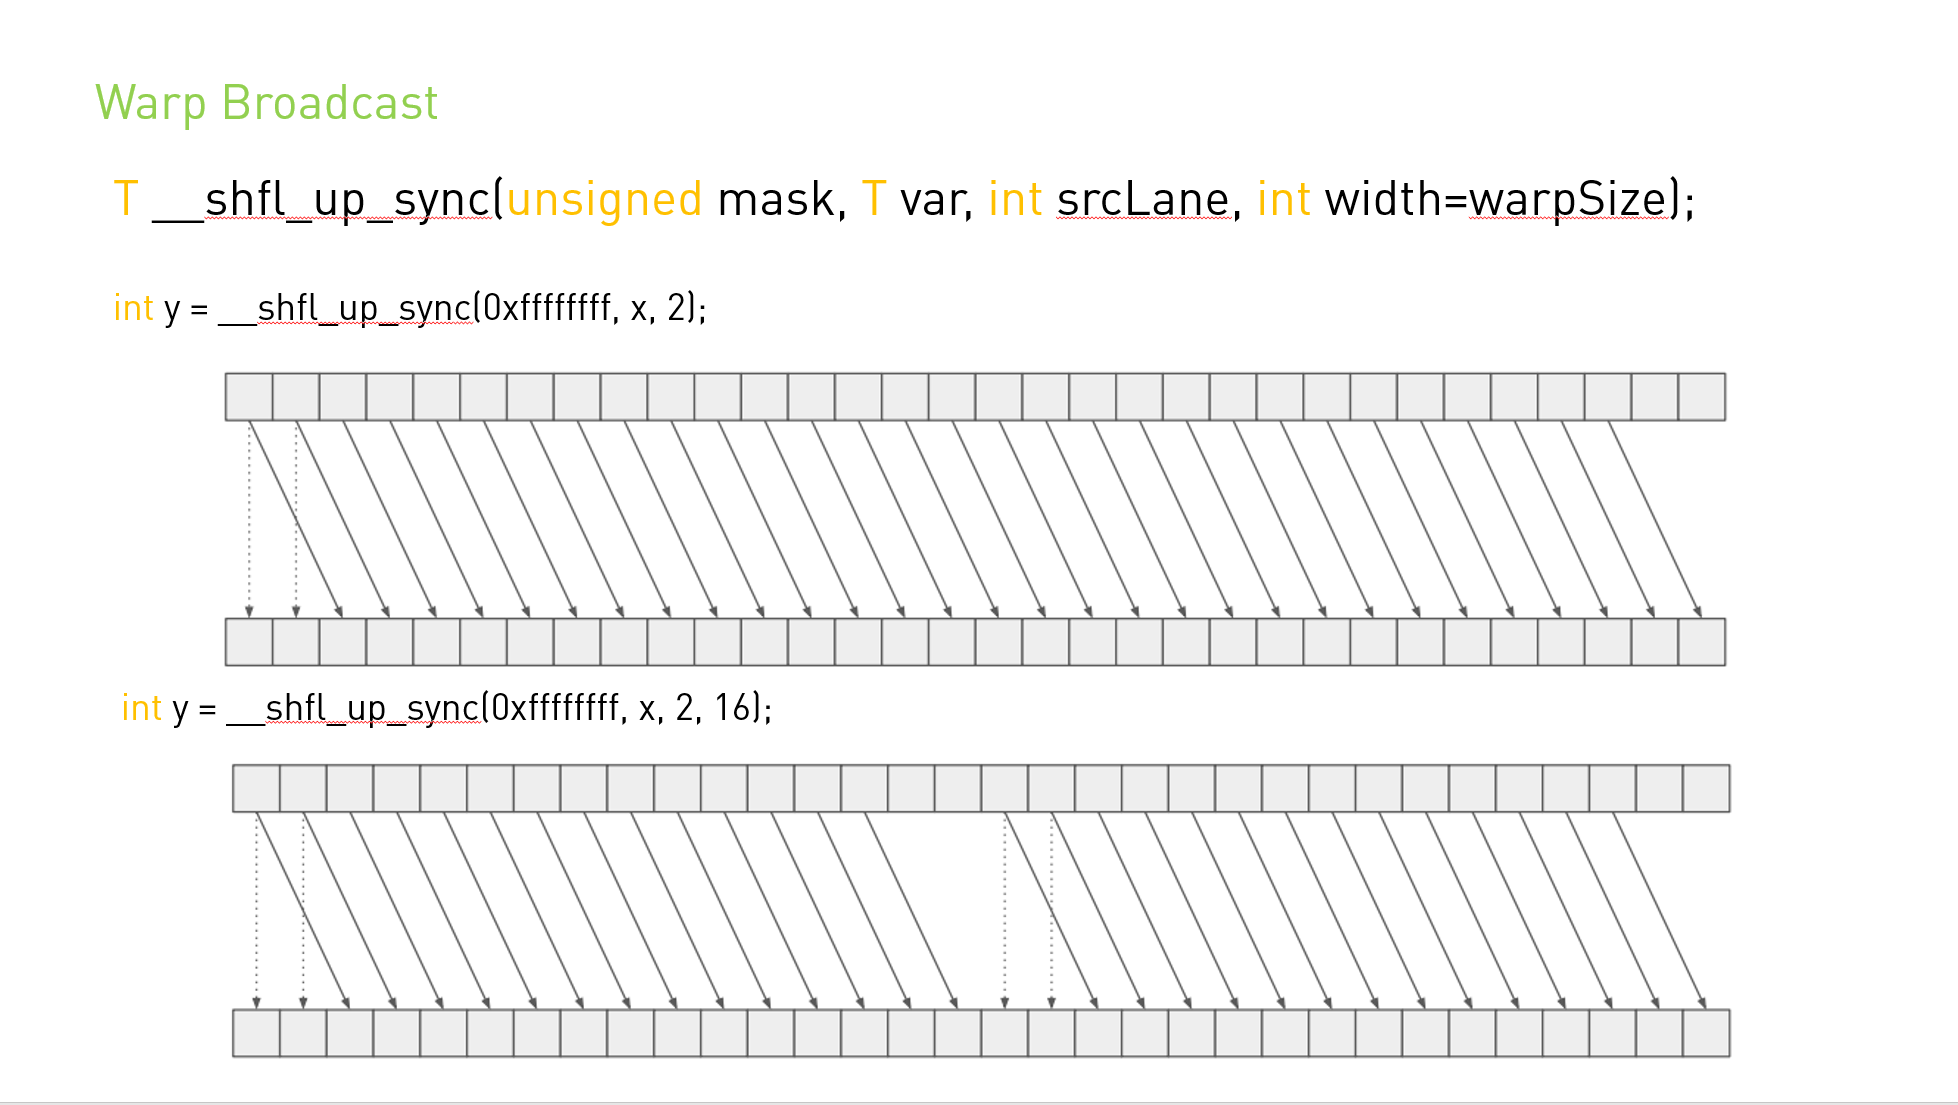 Warp Broadcast
T __shfl_up_sync(unsigned mask, T var, int srcLane, int width=warpSize);
int y = __shfl_up_sync(0xffffffff, x, 2);
int y = __shfl_up_sync(0xffffffff, x, 2, 16);